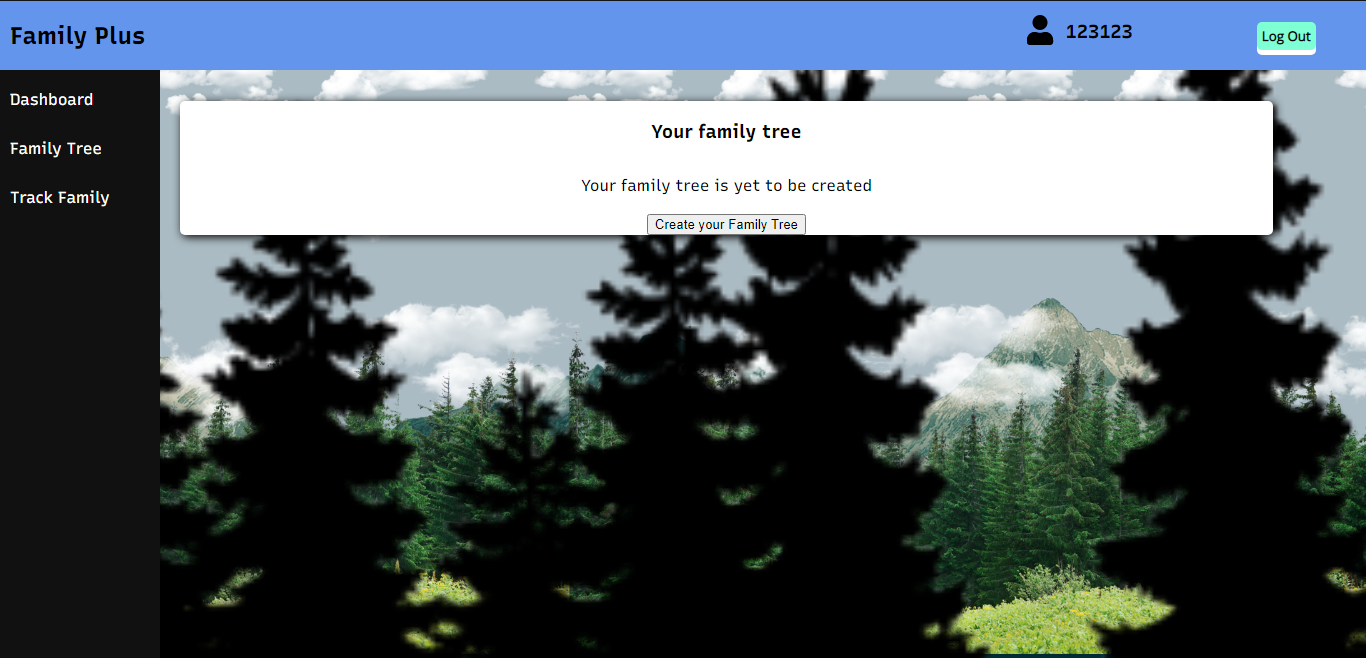 Family Plus
123123
Log Out
Dashboard
Family Tree
Track Family
Your family tree
Your family tree is yet to be created
Create your Family Tree